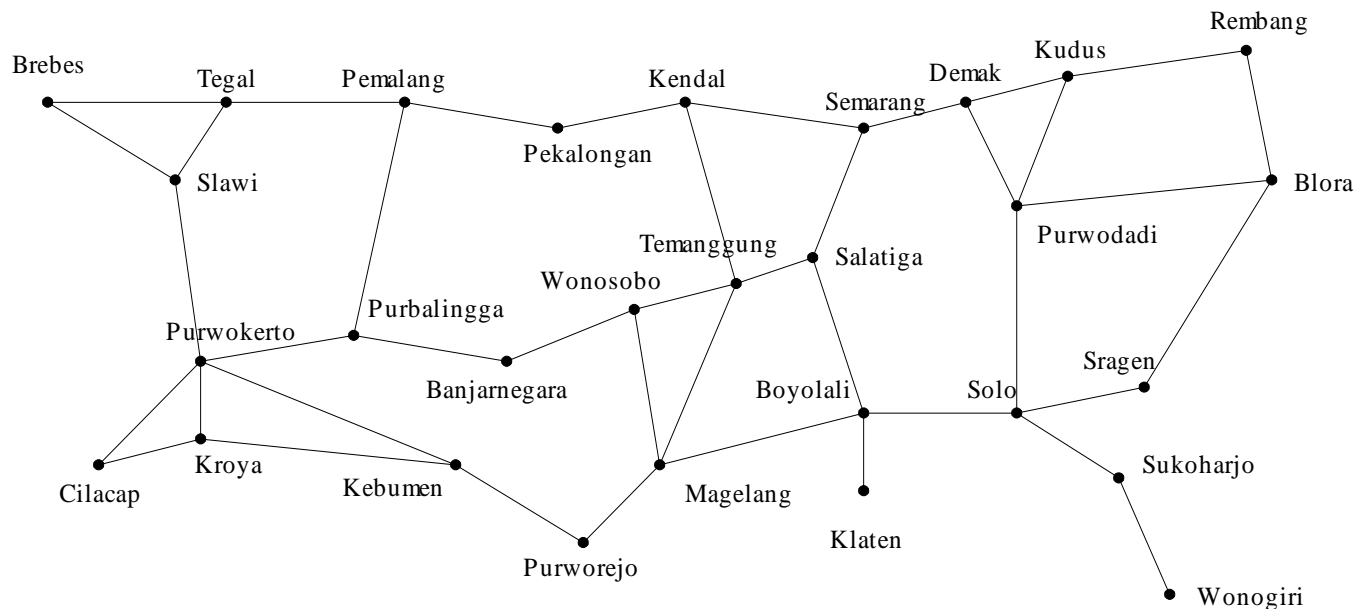 Rembang
Kudus
Brebes
Tegal
Pemalang
Kendal
Demak
Semarang
Pekalongan
Slawi
Blora
Purwodadi
Temanggung
Salatiga
Wonosobo
Purbalingga
Purwokerto
Sragen
Banjarnegara
Boyolali
Solo
Kroya
Sukoharjo
Cilacap
Kebumen
Magelang
Klaten
Purworejo
Wonogiri